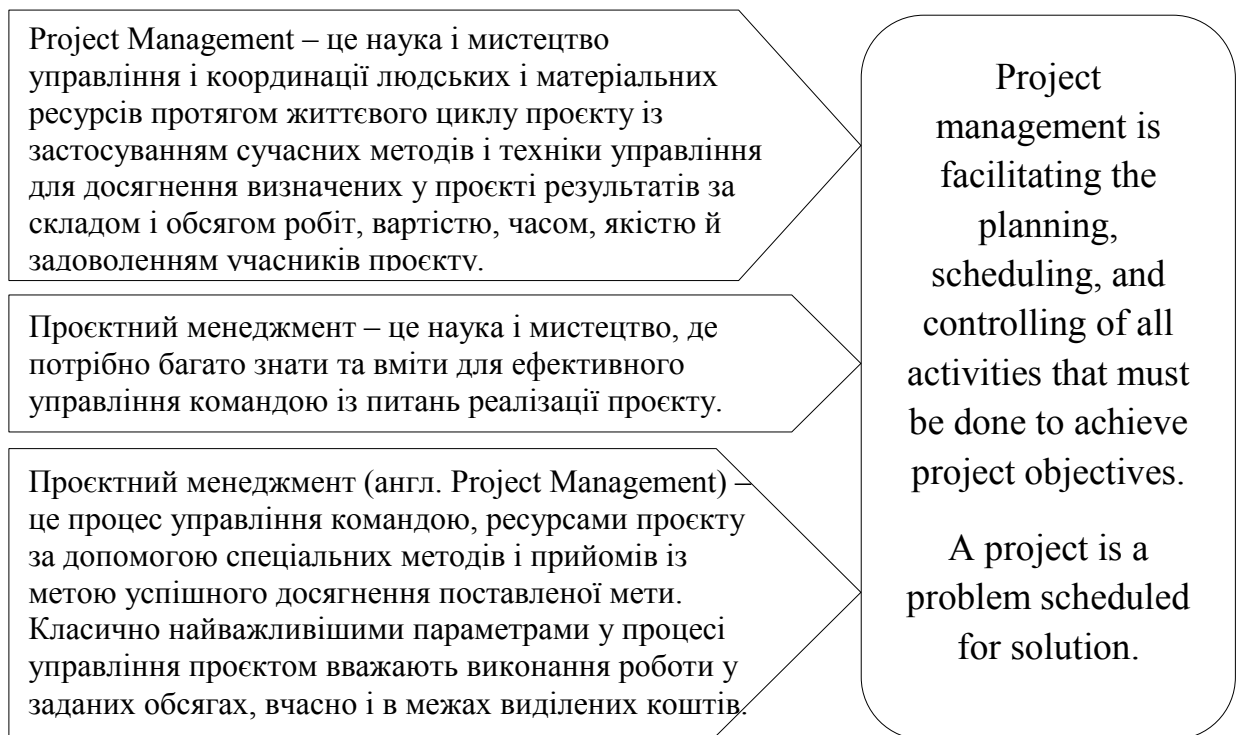 Project Management – це наука і мистецтво
управління і координації людських і матеріальних
ресурсів протягом життєвого циклу проєкту із
застосуванням сучасних методів і техніки управління
для досягнення визначених у проєкті результатів за
складом і обсягом робіт, вартістю, часом, якістю й
задоволенням учасників проєкту.
Проєктний менеджмент – це наука і мистецтво, де
потрібно багато знати та вміти для ефективного
управління командою із питань реалізації проєкту.
Проєктний менеджмент (англ. Project Management) –
це процес управління командою, ресурсами проєкту
за допомогою спеціальних методів і прийомів із
метою успішного досягнення поставленої мети.
Класично найважливішими параметрами у процесі
управління проєктом вважають виконання роботи у
заданих обсягах, вчасно і в межах виділених коштів.
Project
management is
facilitating the
planning,
scheduling, and
controlling of all
activities that must
be done to achieve
project objectives.
A project is a
problem scheduled
for solution.